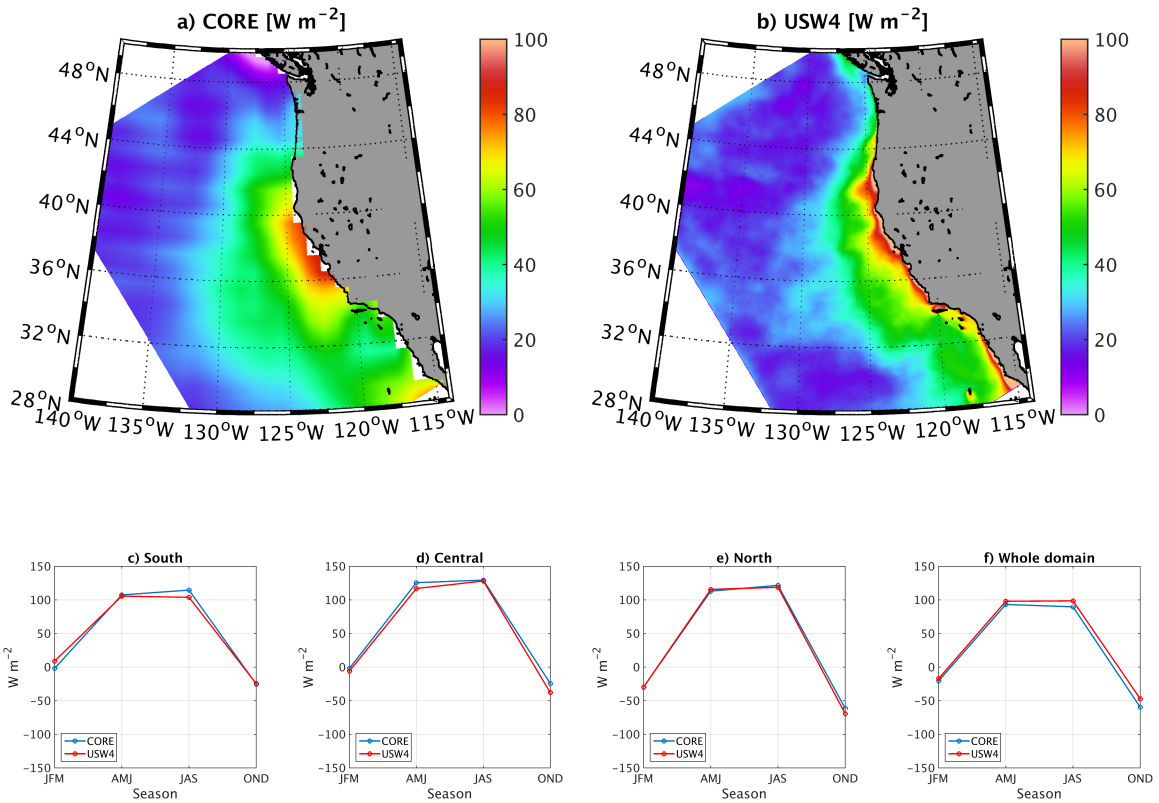 a) CORE [W m⁻²]
48°N
44°N
40°N
36°N
32°N
28°N
140°W 135°W 130°W 125°W 120°W 115°W
100
80
60
40
20
0
b) USW4 [W m⁻²]
48°N
44°N
40°N
36°N
32°N
28°N
140°W 135°W 130°W 125°W 120°W 115°W
100
80
60
40
20
0
c) South
W m⁻²
150
100
50
0
−50
−100
−150
CORE
USW4
JFM AMJ JAS OND
Season
d) Central
W m⁻²
150
100
50
0
−50
−100
−150
CORE
USW4
JFM AMJ JAS OND
Season
e) North
W m⁻²
150
100
50
0
−50
−100
−150
CORE
USW4
JFM AMJ JAS OND
Season
f) Whole domain
W m⁻²
150
100
50
0
−50
−100
−150
CORE
USW4
JFM AMJ JAS OND
Season